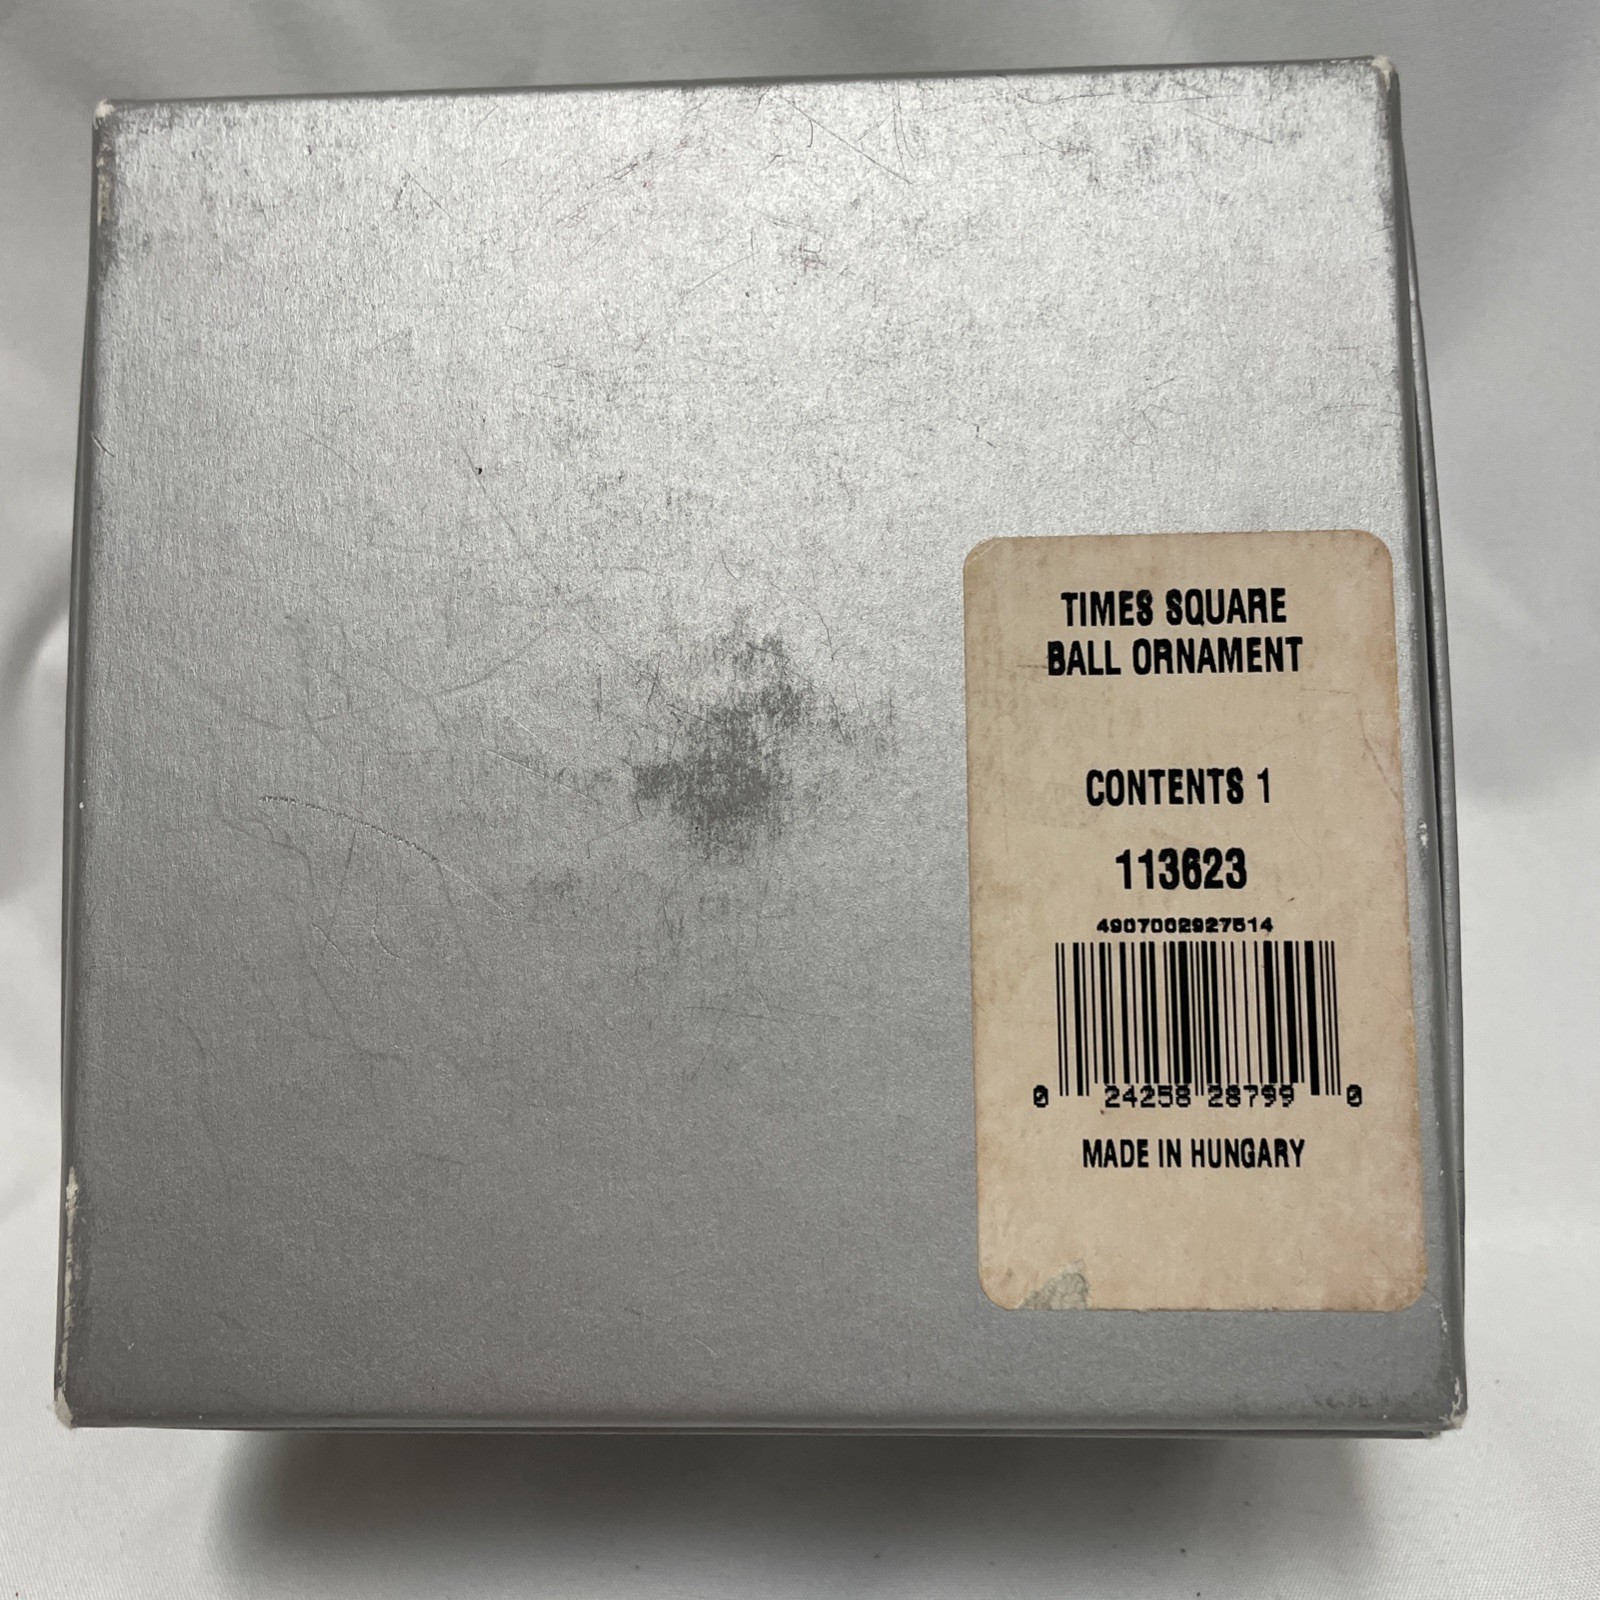 TIMES SQUARE
BALL ORNAMENT
CONTENTS 1
113623
4907002927514
0 24258 28799 0
MADE IN HUNGARY